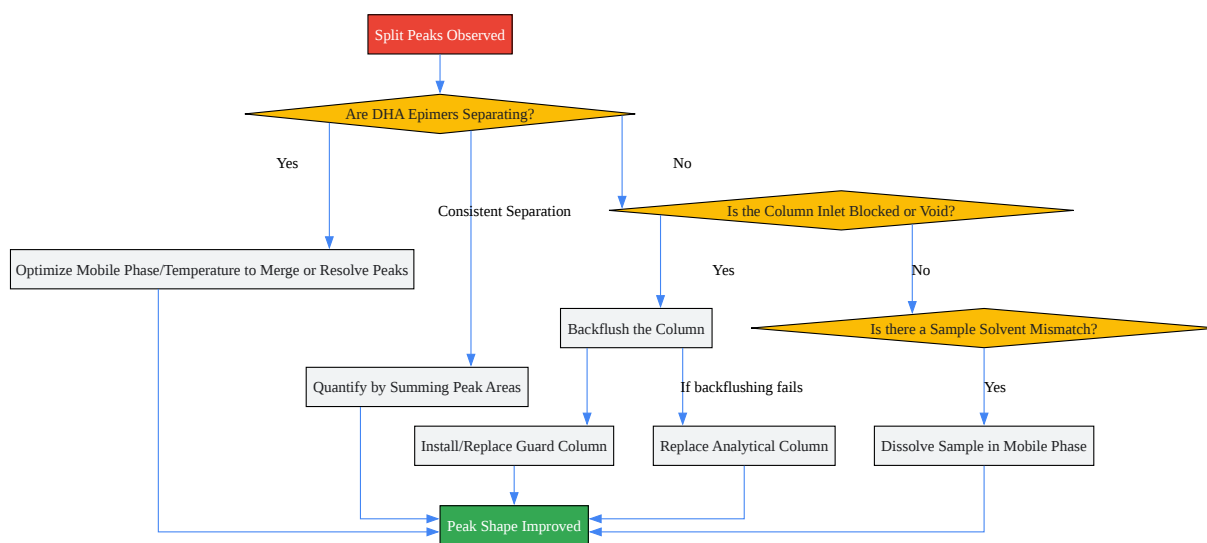 Split Peaks Observed
Are DHA Epimers Separating?
Yes
No
Consistent Separation
Is the Column Inlet Blocked or Void?
Optimize Mobile Phase/Temperature to Merge or Resolve Peaks
Yes
No
Backflush the Column
Is there a Sample Solvent Mismatch?
Quantify by Summing Peak Areas
If backflushing fails
Yes
Install/Replace Guard Column
Replace Analytical Column
Dissolve Sample in Mobile Phase
Peak Shape Improved